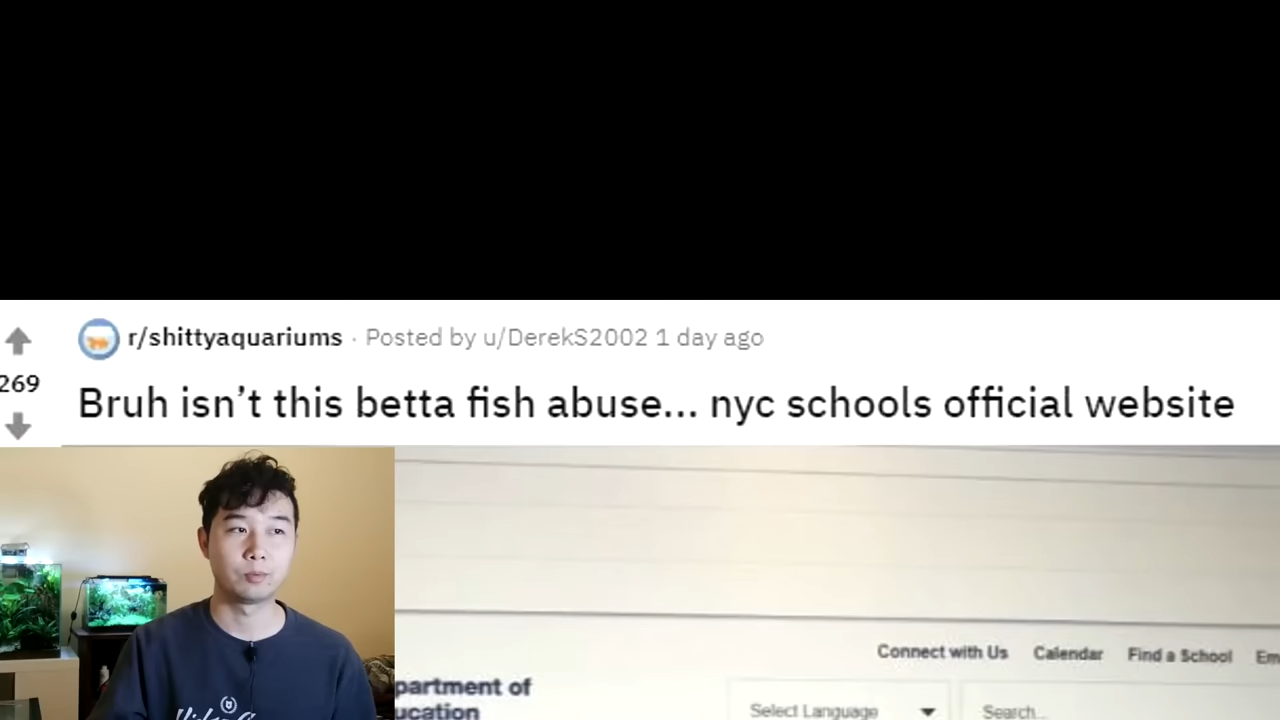 r/shittyaquariums · Posted by u/DerekS2002 1 day ago
269
Bruh isn’t this betta fish abuse... nyc schools official website
Connect with Us Calendar Find a School Em
partment of
ucation
Select Language Search...